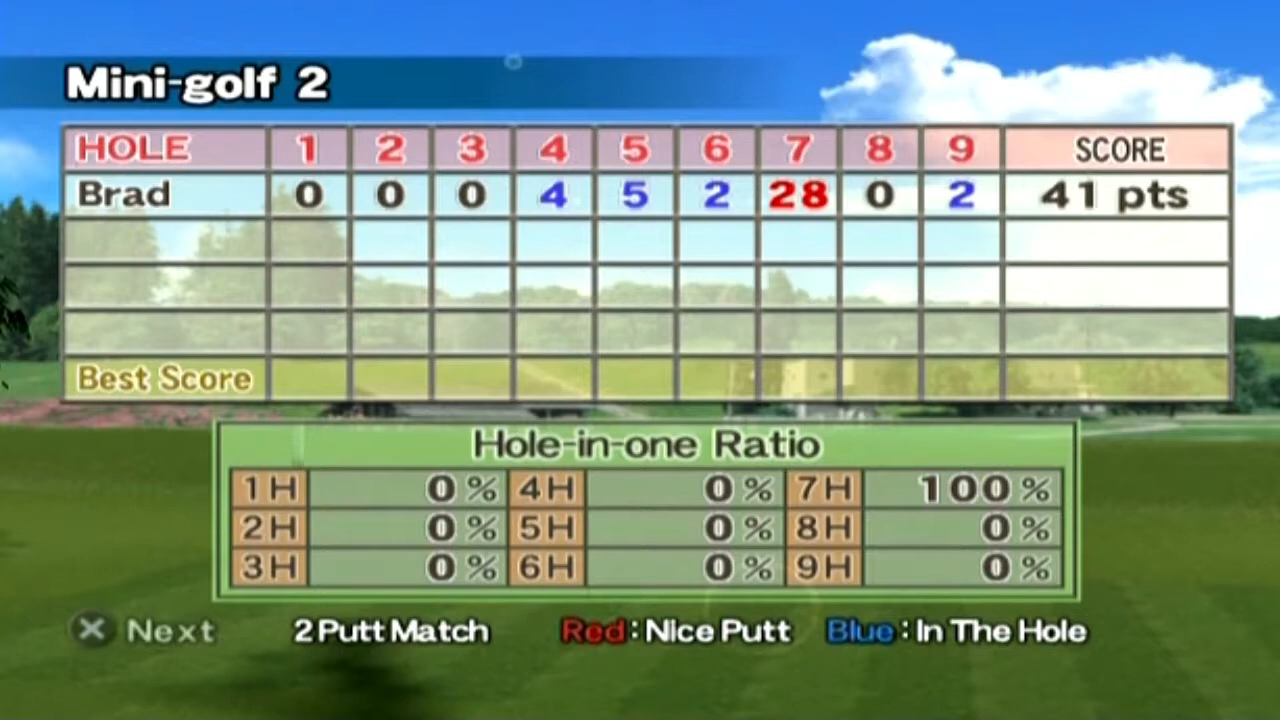 Mini-golf 2
HOLE 1 2 3 4 5 6 7 8 9 SCORE
Brad 0 0 0 4 5 2 28 0 2 41 pts
Best Score
Hole-in-one Ratio
1H 0% 4H 0% 7H 100%
2H 0% 5H 0% 8H 0%
3H 0% 6H 0% 9H 0%
Next 2 Putt Match Red: Nice Putt Blue: In The Hole